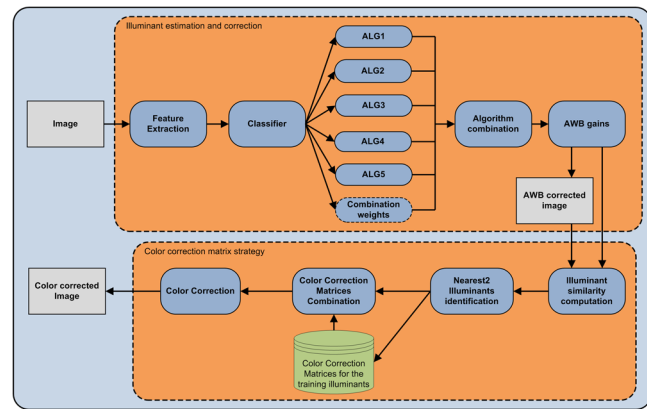 Illuminant estimation and correction
ALG1
ALG2
ALG3
ALG4
ALG5
Combination
weights
Image
Feature
Extraction
Classifier
Algorithm
combination
AWB gains
AWB corrected
image
Color correction matrix strategy
Color corrected
Image
Color Correction
Color Correction
Matrices
Combination
Nearest2
Illuminants
identification
Illuminant
similarity
computation
Color Correction
Matrices for the
training illuminants